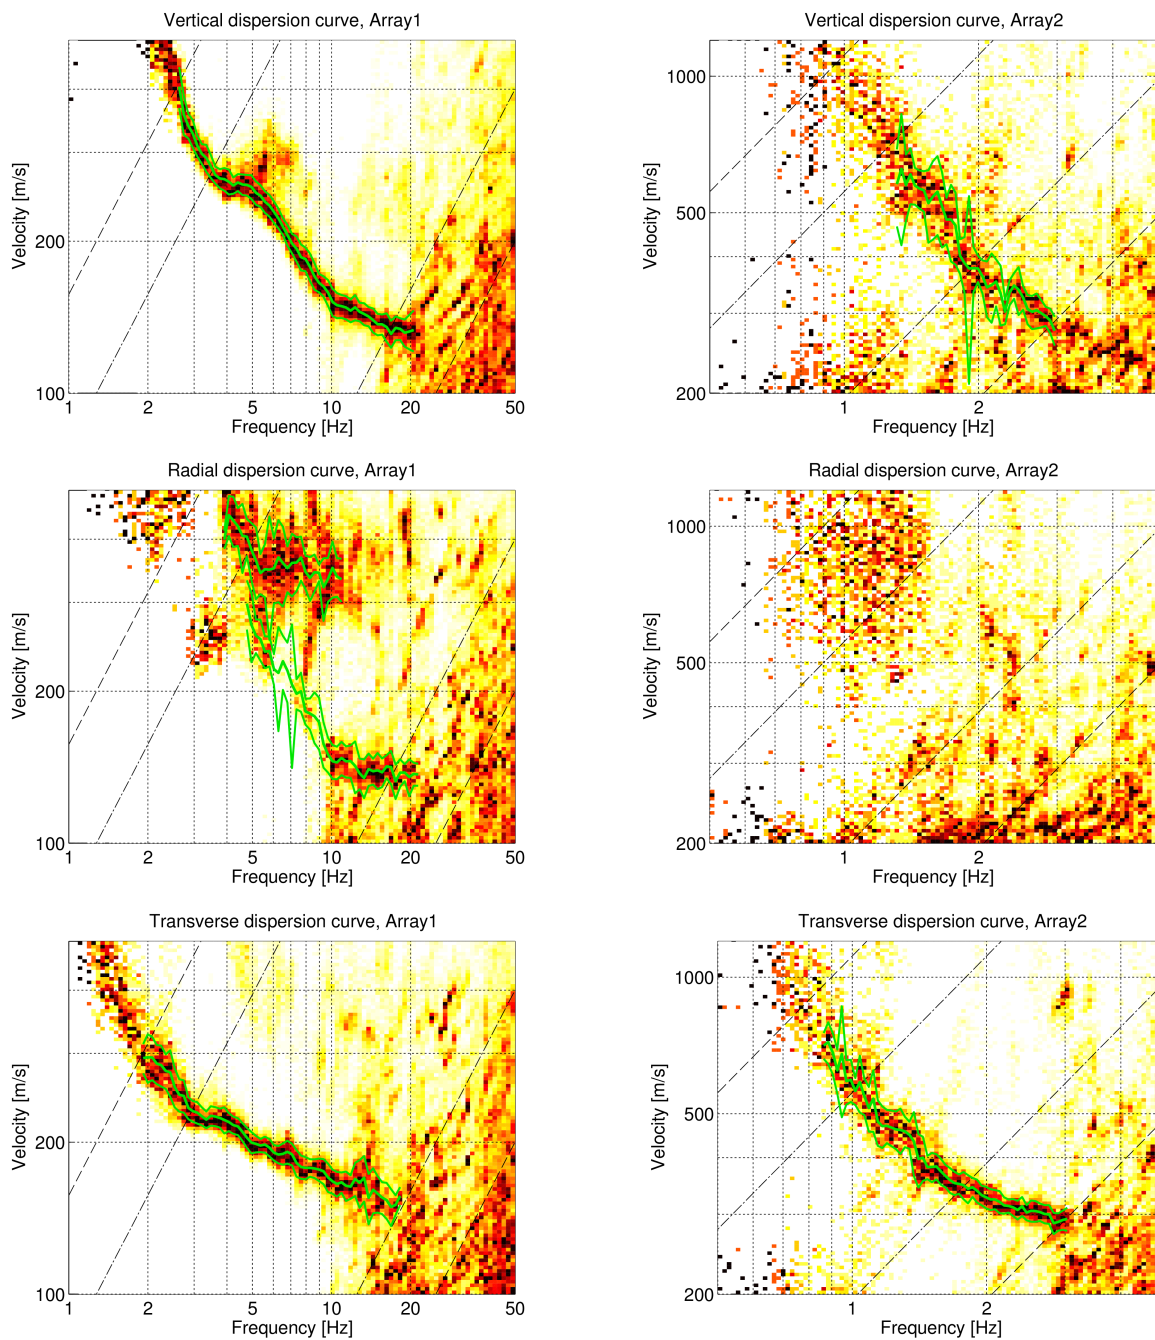 Vertical dispersion curve, Array1
Velocity [m/s]
200
100
1 2 5 10 20 50
Frequency [Hz]
Vertical dispersion curve, Array2
Velocity [m/s]
1000
500
200
1 2
Frequency [Hz]
Radial dispersion curve, Array1
Velocity [m/s]
200
100
1 2 5 10 20 50
Frequency [Hz]
Radial dispersion curve, Array2
Velocity [m/s]
1000
500
200
1 2
Frequency [Hz]
Transverse dispersion curve, Array1
Velocity [m/s]
200
100
1 2 5 10 20 50
Frequency [Hz]
Transverse dispersion curve, Array2
Velocity [m/s]
1000
500
200
1 2
Frequency [Hz]